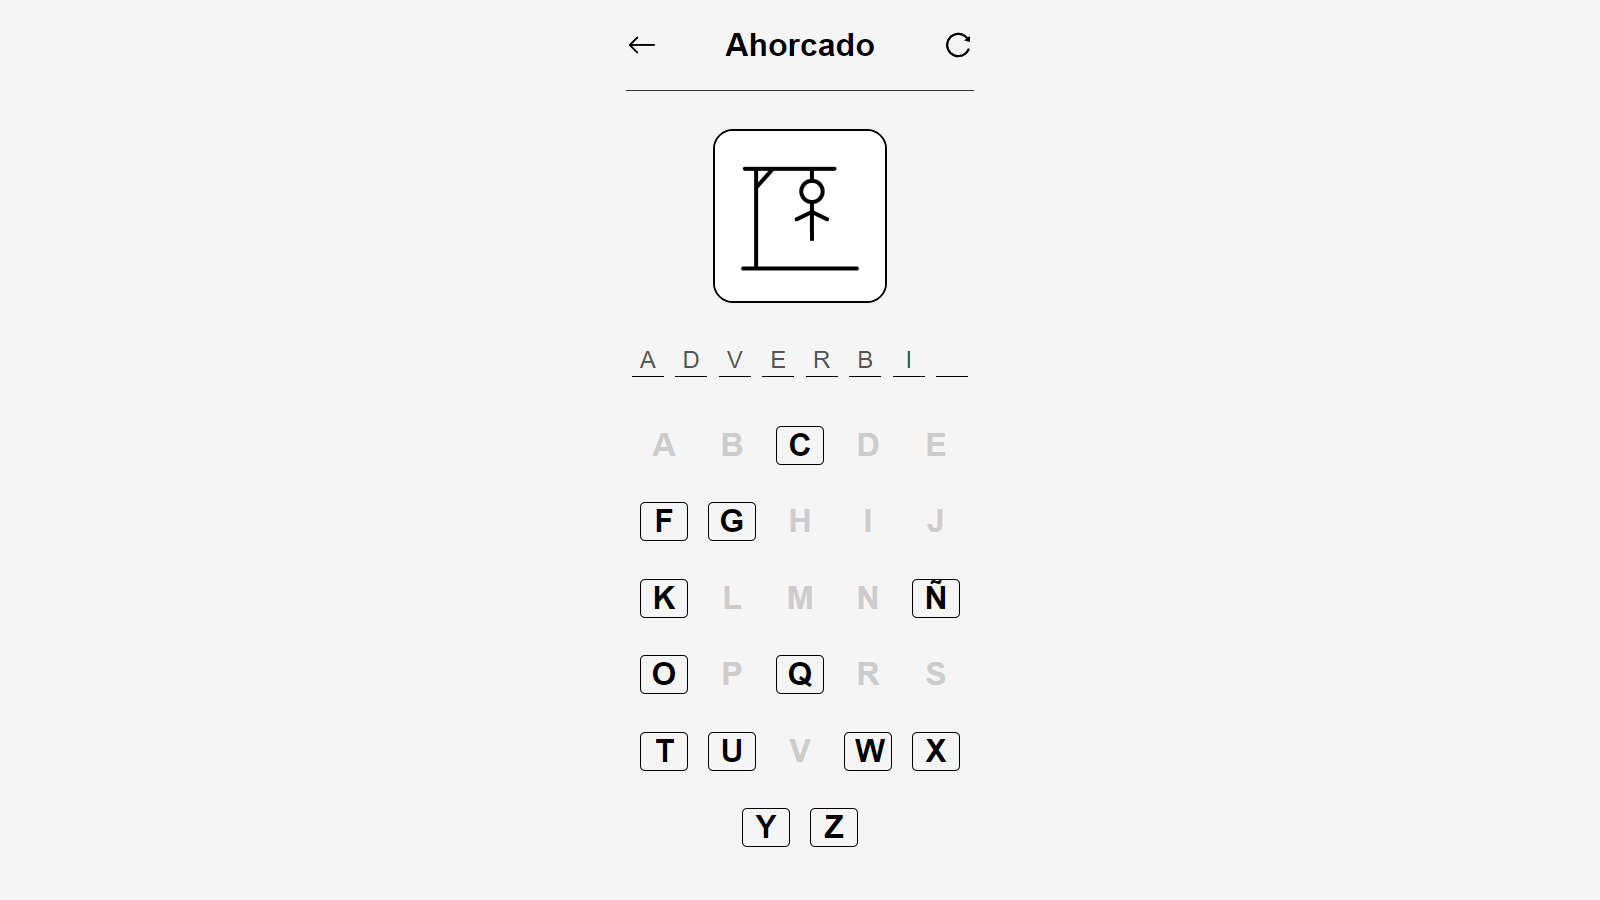 Ahorcado
A D V E R B I
A B C D E
F G H I J
K L M N Ñ
O P Q R S
T U V W X
Y Z